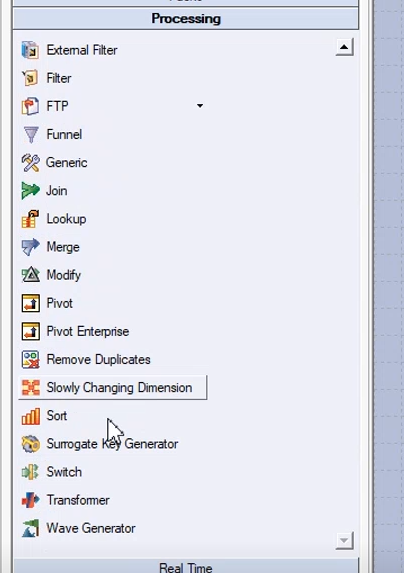 Processing
External Filter
Filter
FTP
Funnel
Generic
Join
Lookup
Merge
Modify
Pivot
Pivot Enterprise
Remove Duplicates
Slowly Changing Dimension
Sort
Surrogate Key Generator
Switch
Transformer
Wave Generator
Real Time